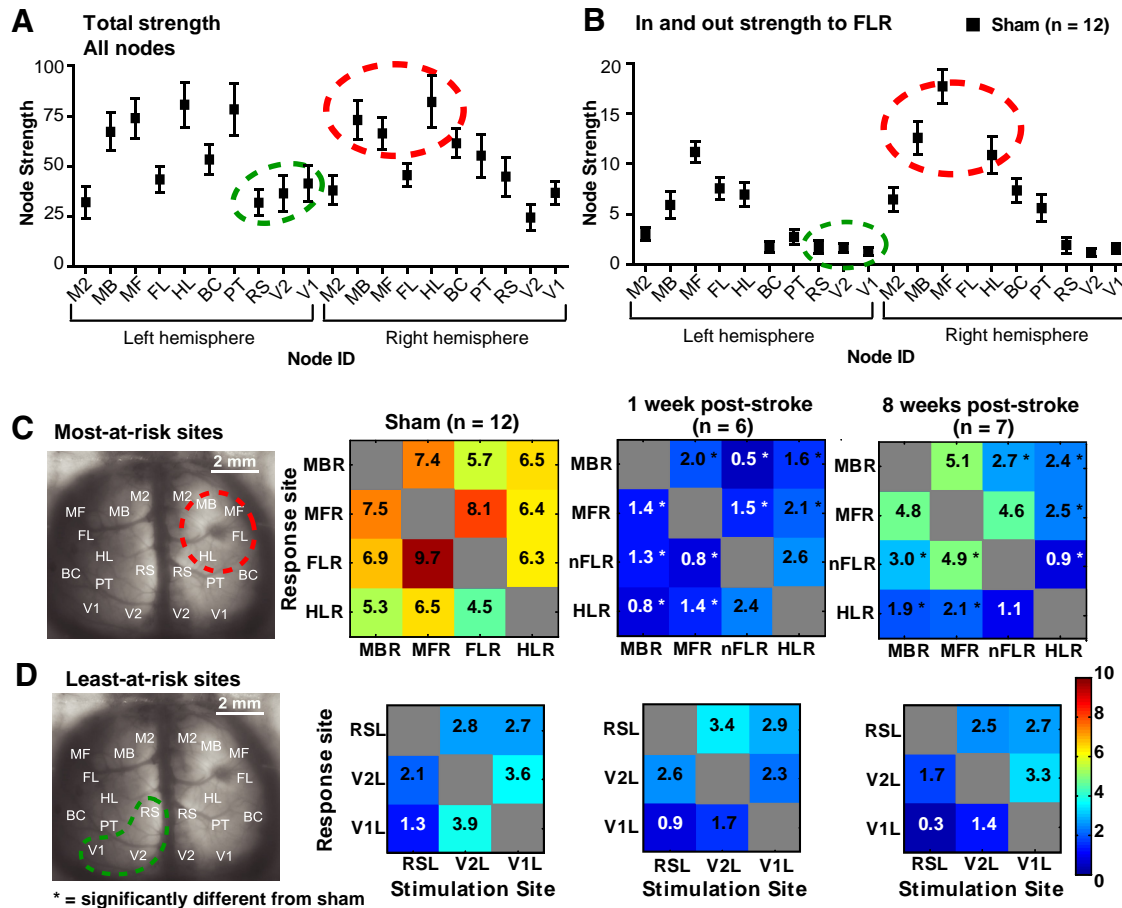 A
Total strength
All nodes
Node Strength
100
75
50
25
0
M2 MB MF FL HL BC PT RS V2 V1 M2 MB MF FL HL BC PT RS V2 V1
Left hemisphere Right hemisphere
Node ID
B
In and out strength to FLR
Sham (n = 12)
Node Strength
20
15
10
5
0
M2 MB MF FL HL BC PT RS V2 V1 M2 MB MF FL HL BC PT RS V2 V1
Left hemisphere Right hemisphere
Node ID
C
Most-at-risk sites
2 mm
M2 M2
MF MB MB MF
FL FL
HL HL
BC PT RS RS PT BC
V1 V2 V2 V1
Sham (n = 12)
Response site
MBR 7.4 5.7 6.5
MFR 7.5 8.1 6.4
FLR 6.9 9.7 6.3
HLR 5.3 6.5 4.5
MBR MFR FLR HLR
1 week post-stroke
(n = 6)
MBR 2.0 * 0.5 * 1.6 *
MFR 1.4 * 1.5 * 2.1 *
nFLR 1.3 * 0.8 * 2.6
HLR 0.8 * 1.4 * 2.4
MBR MFR nFLR HLR
8 weeks post-stroke
(n = 7)
MBR 5.1 2.7 * 2.4 *
MFR 4.8 4.6 2.5 *
nFLR 3.0 * 4.9 * 0.9 *
HLR 1.9 * 2.1 * 1.1
MBR MFR nFLR HLR
D
Least-at-risk sites
2 mm
M2 M2
MF MB MB MF
FL FL
HL HL
BC PT RS RS PT BC
V1 V2 V2 V1
* = significantly different from sham
Response site
RSL 2.8 2.7
V2L 2.1 3.6
V1L 1.3 3.9
RSL V2L V1L
Stimulation Site
RSL 3.4 2.9
V2L 2.6 2.3
V1L 0.9 1.7
RSL V2L V1L
Stimulation Site
RSL 2.5 2.7
V2L 1.7 3.3
V1L 0.3 1.4
RSL V2L V1L
Stimulation Site
10
8
6
4
2
0